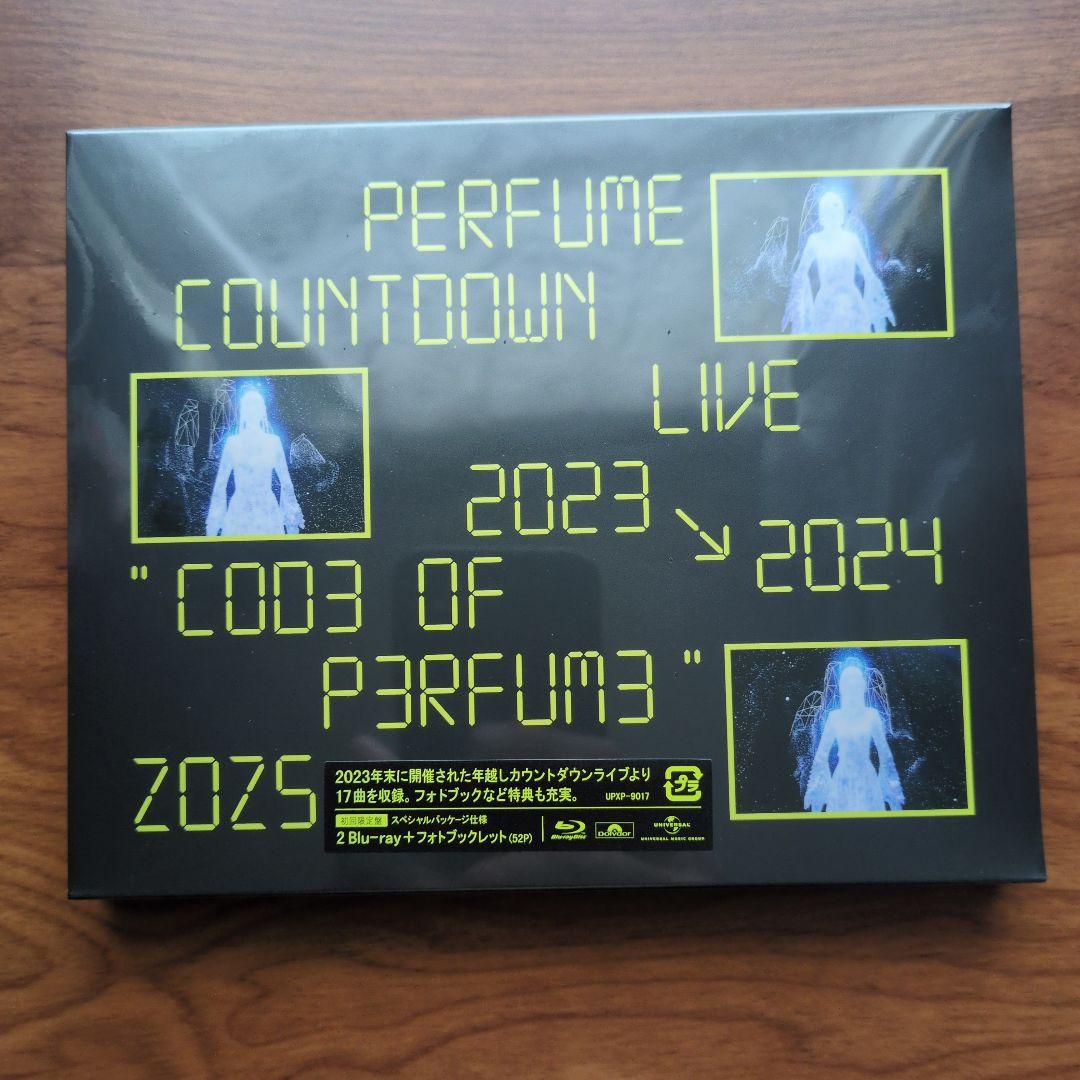 PERFUME
COUNTDOWN
LIVE
2023
↘ 2024
"COD3 OF
P3RFUM3"
ZOZ5
2023年末に開催された年越しカウントダウンライブより
17曲を収録。フォトブックなど特典も充実。
UPXP-9017
プラ
初回限定盤 スペシャルパッケージ仕様
2 Blu-ray+フォトブックレット(52P)
Blu-ray Disc
Polydor
UNIVERSAL
UNIVERSAL MUSIC GROUP